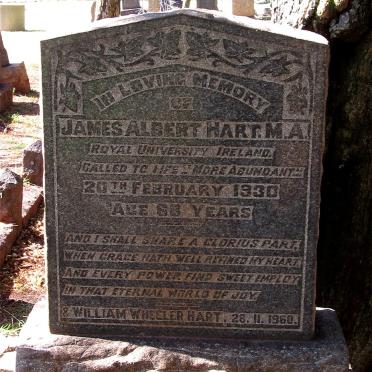 IN LOVING MEMORY
OF
JAMES ALBERT HART. M.A.
ROYAL UNIVERSITY IRELAND.
CALLED TO LIFE "MORE ABUNDANT"
20TH FEBRUARY 1930
AGE 68 YEARS
AND I SHALL SHARE A GLORIUS PART
WHEN GRACE HATH WELL REFINED MY HEART
AND EVERY POWER FIND SWEET EMPLOY
IN THAT ETERNAL WORLD OF JOY.
& WILLIAM WHEELER HART. 28. 11. 1960.